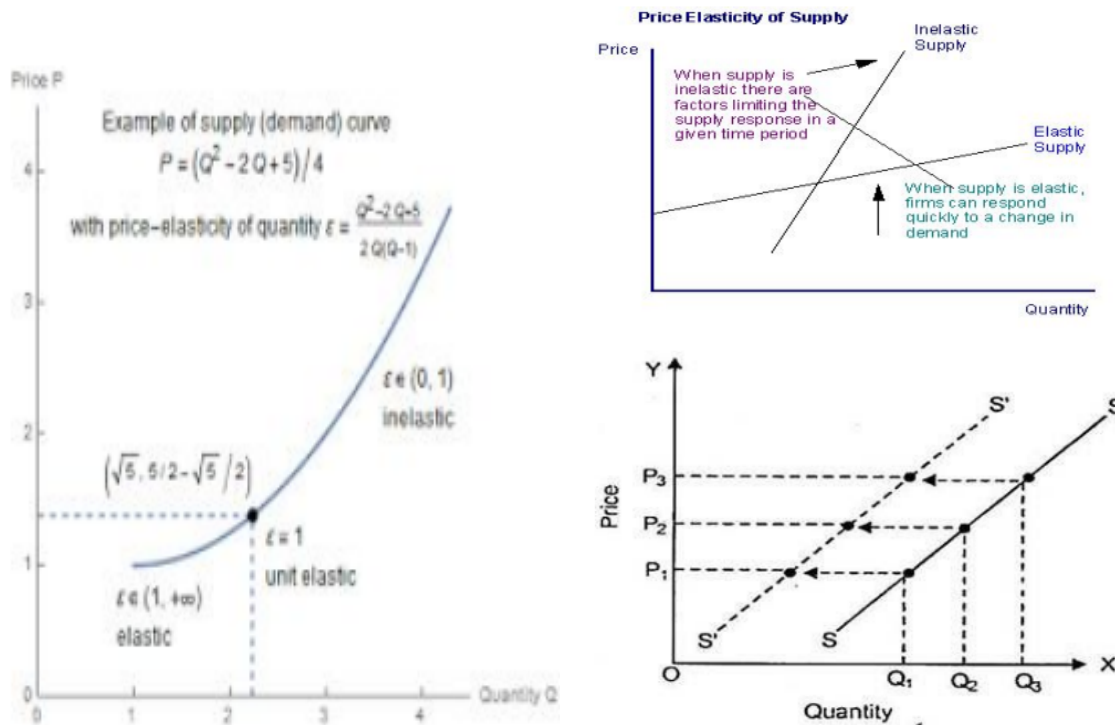 Price P
Example of supply (demand) curve
P = (Q² − 2 Q + 5)/4
with price−elasticity of quantity ε = (Q²−2Q+5)/(2Q(Q−1))
4
3
2
1
0
ε ∈ (0, 1)
inelastic
(√5, 5/2 − √5/2)
ε = 1
unit elastic
ε ∈ (1, +∞)
elastic
0 1 2 3 4
Quantity Q
Price Elasticity of Supply
Price
Inelastic
Supply
When supply is
inelastic there are
factors limiting the
supply response in a
given time period
Elastic
Supply
When supply is elastic,
firms can respond
quickly to a change in
demand
Quantity
Y
S' S
P₃
P₂
P₁
Price
S' S
O Q₁ Q₂ Q₃ X
Quantity